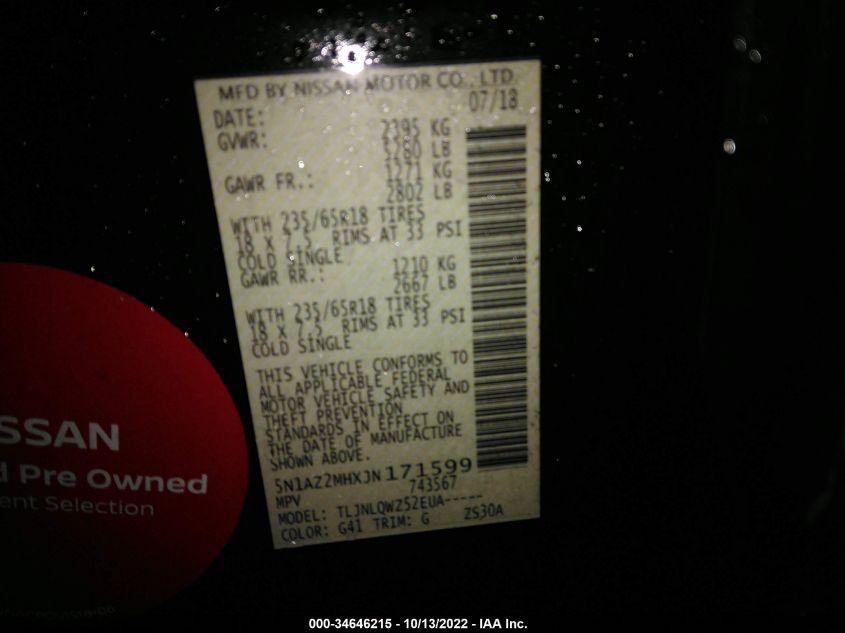 MFD BY NISSAN MOTOR CO., LTD.
DATE: 07/18
GVWR: 2395 KG
5280 LB
GAWR FR.: 1271 KG
2802 LB
WITH 235/65R18 TIRES
18 X 7.5 RIMS AT 33 PSI
COLD SINGLE
GAWR RR.: 1210 KG
2667 LB
WITH 235/65R18 TIRES
18 X 7.5 RIMS AT 33 PSI
COLD SINGLE
THIS VEHICLE CONFORMS TO
ALL APPLICABLE FEDERAL
MOTOR VEHICLE SAFETY AND
THEFT PREVENTION
STANDARDS IN EFFECT ON
THE DATE OF MANUFACTURE
SHOWN ABOVE.
5N1AZ2MHXJN171599
MPV 743567
MODEL: TLJNLQWZ52EUA-----
COLOR: G41 TRIM: G ZS30A
SSAN
d Pre Owned
ent Selection
000-34646215 - 10/13/2022 - IAA Inc.